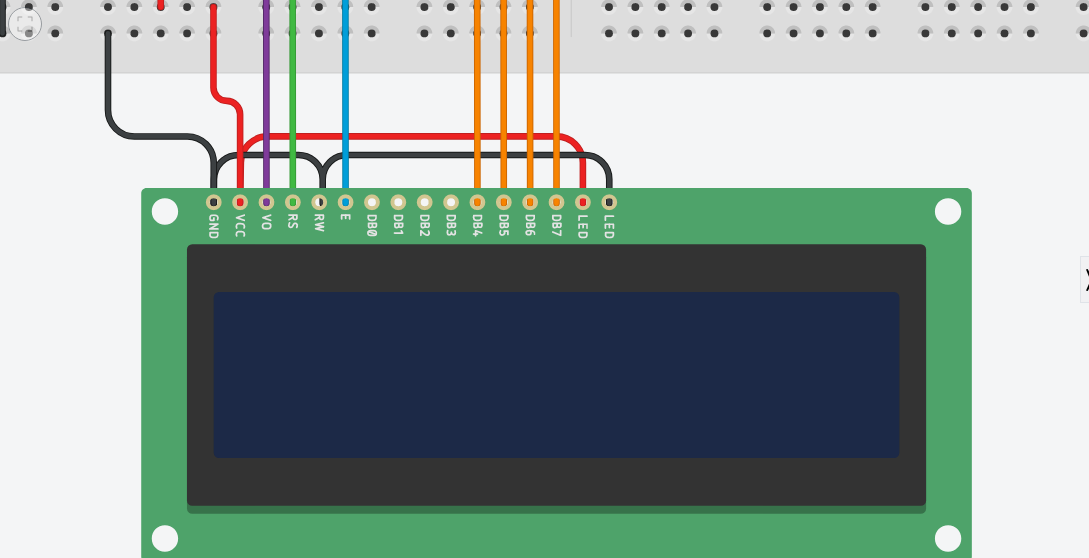 GND VCC VO RS RW E DB0 DB1 DB2 DB3 DB4 DB5 DB6 DB7 LED LED